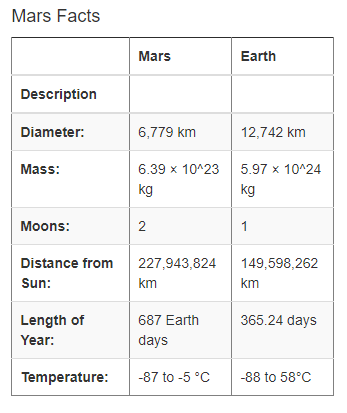 Mars Facts
Mars Earth
Description
Diameter: 6,779 km 12,742 km
Mass: 6.39 × 10^23 5.97 × 10^24
kg kg
Moons: 2 1
Distance from 227,943,824 149,598,262
Sun: km km
Length of 687 Earth 365.24 days
Year: days
Temperature: -87 to -5 °C -88 to 58°C